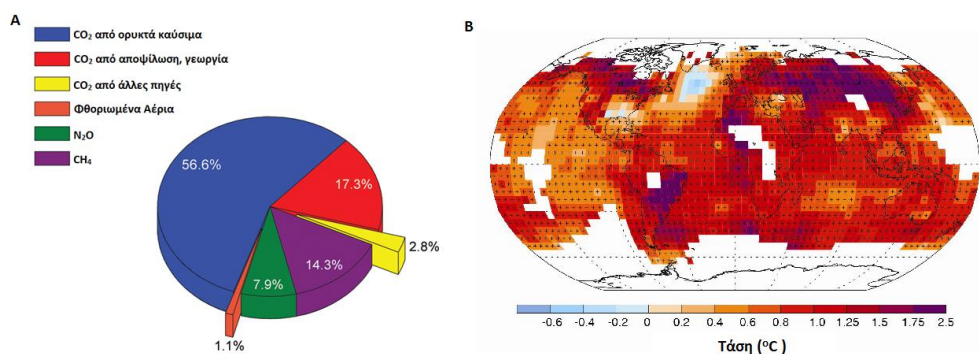 A
CO₂ από ορυκτά καύσιμα
CO₂ από αποψίλωση, γεωργία
CO₂ από άλλες πηγές
Φθοριωμένα Αέρια
N₂O
CH₄
56.6%
17.3%
2.8%
14.3%
7.9%
1.1%
B
-0.6 -0.4 -0.2 0 0.2 0.4 0.6 0.8 1.0 1.25 1.5 1.75 2.5
Τάση (°C )